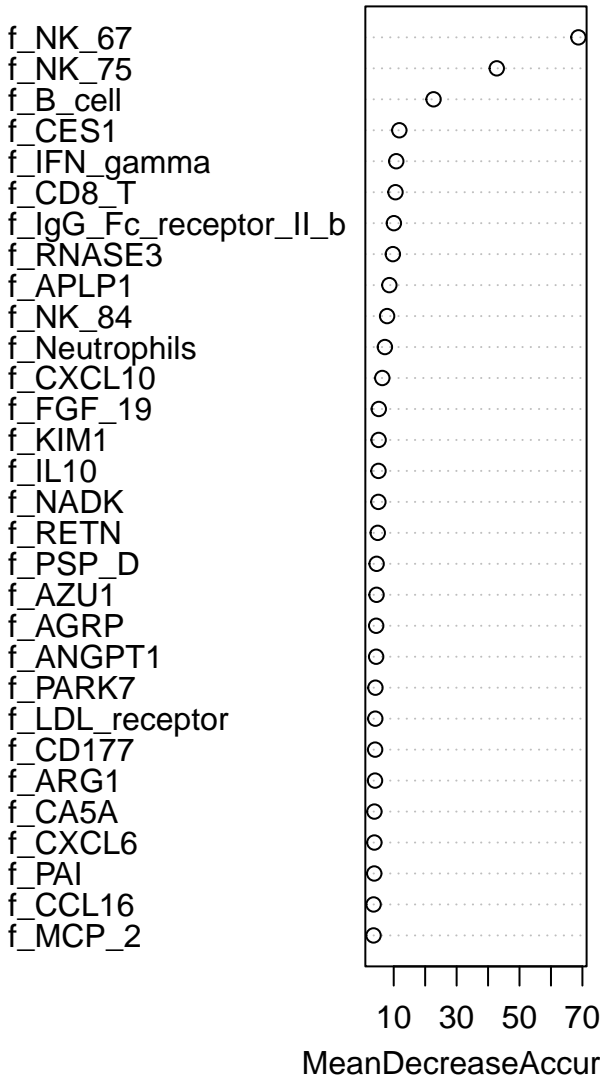 f_NK_67
f_NK_75
f_B_cell
f_CES1
f_IFN_gamma
f_CD8_T
f_IgG_Fc_receptor_II_b
f_RNASE3
f_APLP1
f_NK_84
f_Neutrophils
f_CXCL10
f_FGF_19
f_KIM1
f_IL10
f_NADK
f_RETN
f_PSP_D
f_AZU1
f_AGRP
f_ANGPT1
f_PARK7
f_LDL_receptor
f_CD177
f_ARG1
f_CA5A
f_CXCL6
f_PAI
f_CCL16
f_MCP_2
10 30 50 70
MeanDecreaseAccur